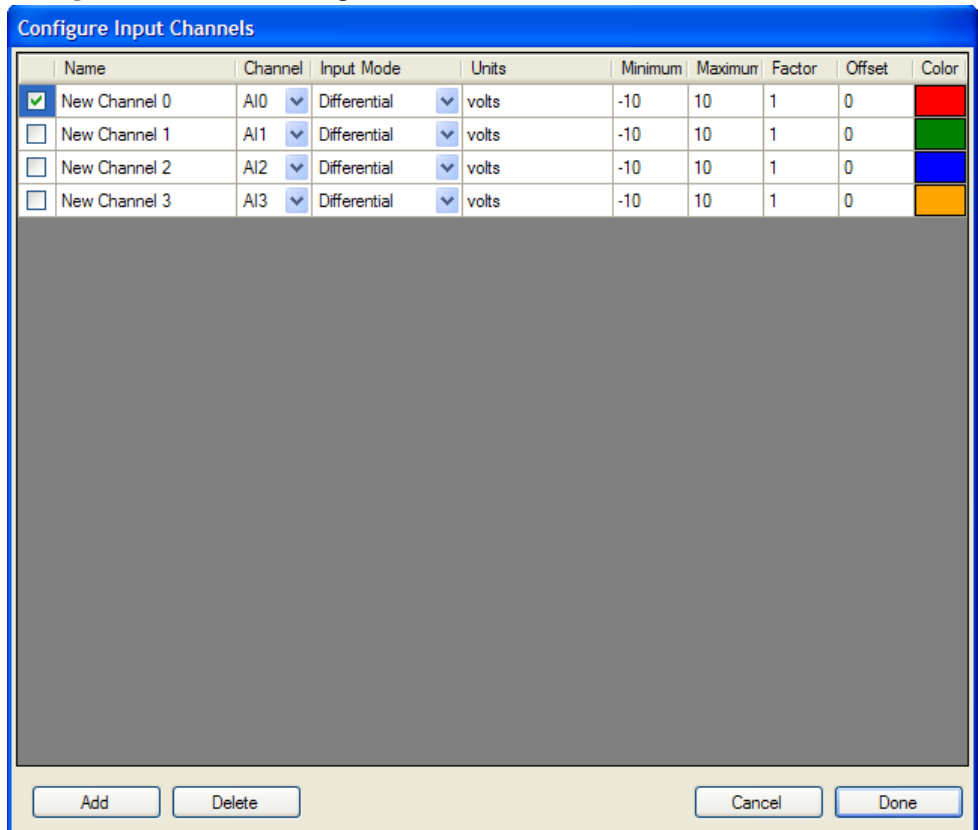 Configure Input Channels
Name Channel Input Mode Units Minimum Maximum Factor Offset Color
New Channel 0 AI0 Differential volts -10 10 1 0
New Channel 1 AI1 Differential volts -10 10 1 0
New Channel 2 AI2 Differential volts -10 10 1 0
New Channel 3 AI3 Differential volts -10 10 1 0
Add Delete Cancel Done